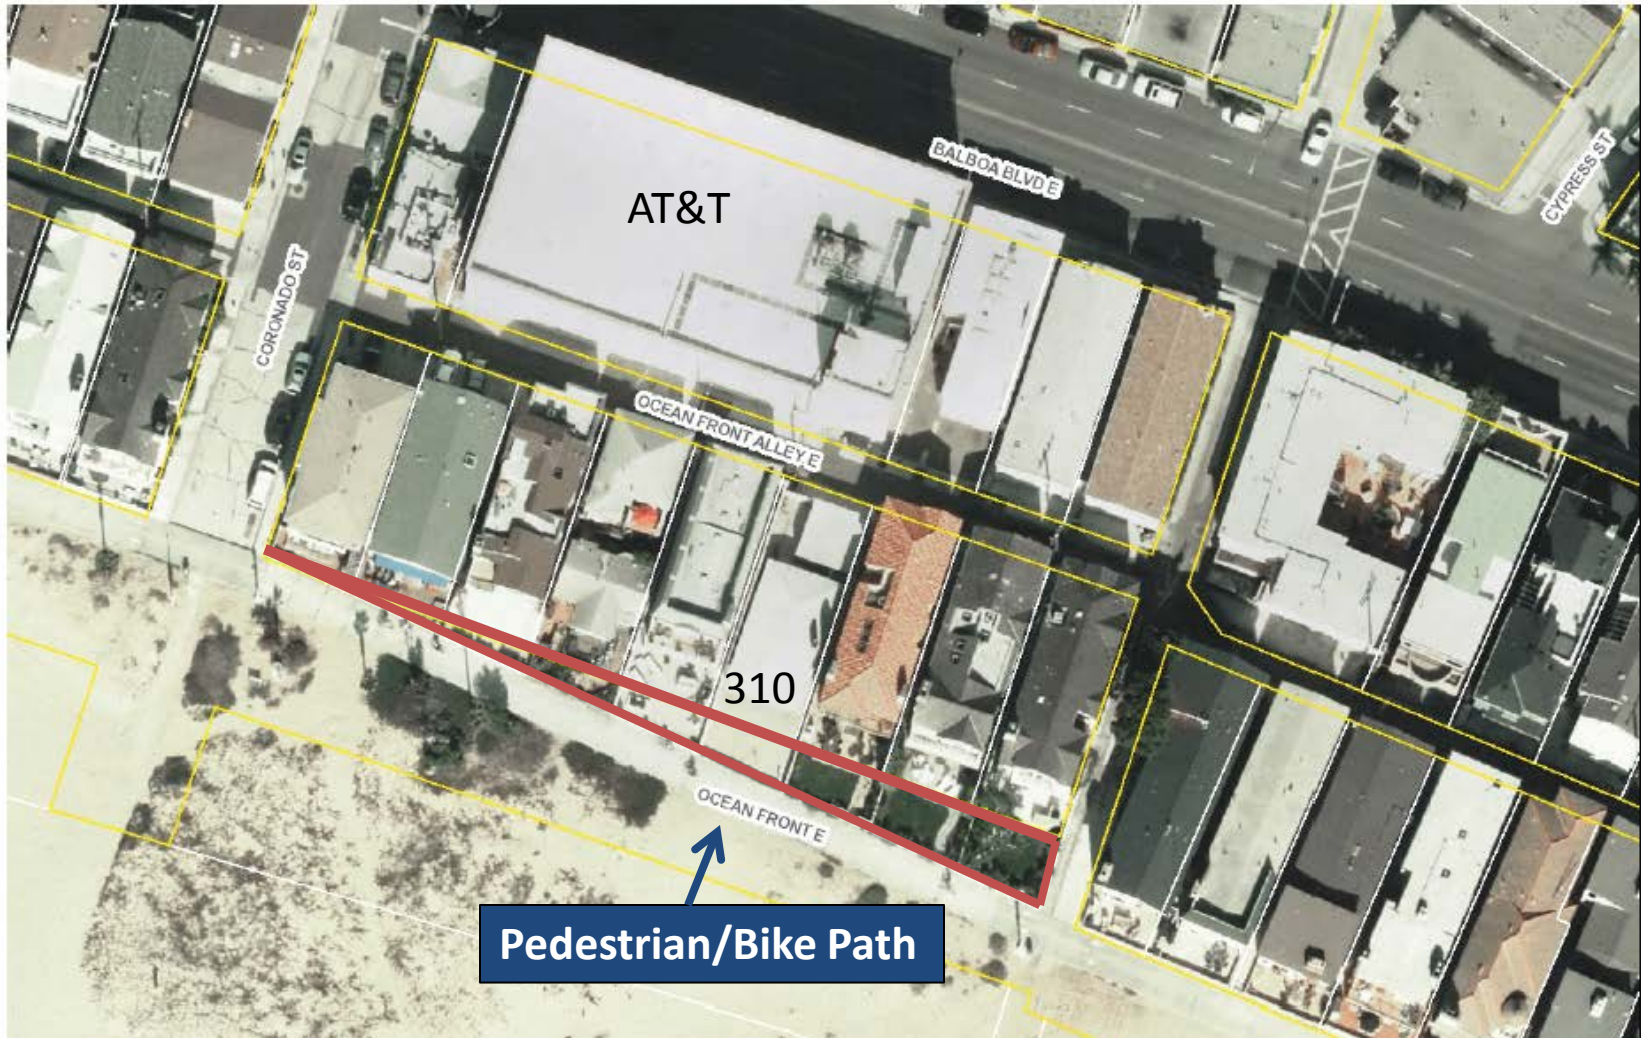 BALBOA BLVD E
CYPRESS ST
AT&T
CORONADO ST
OCEAN FRONT ALLEY E
310
OCEAN FRONT E
Pedestrian/Bike Path